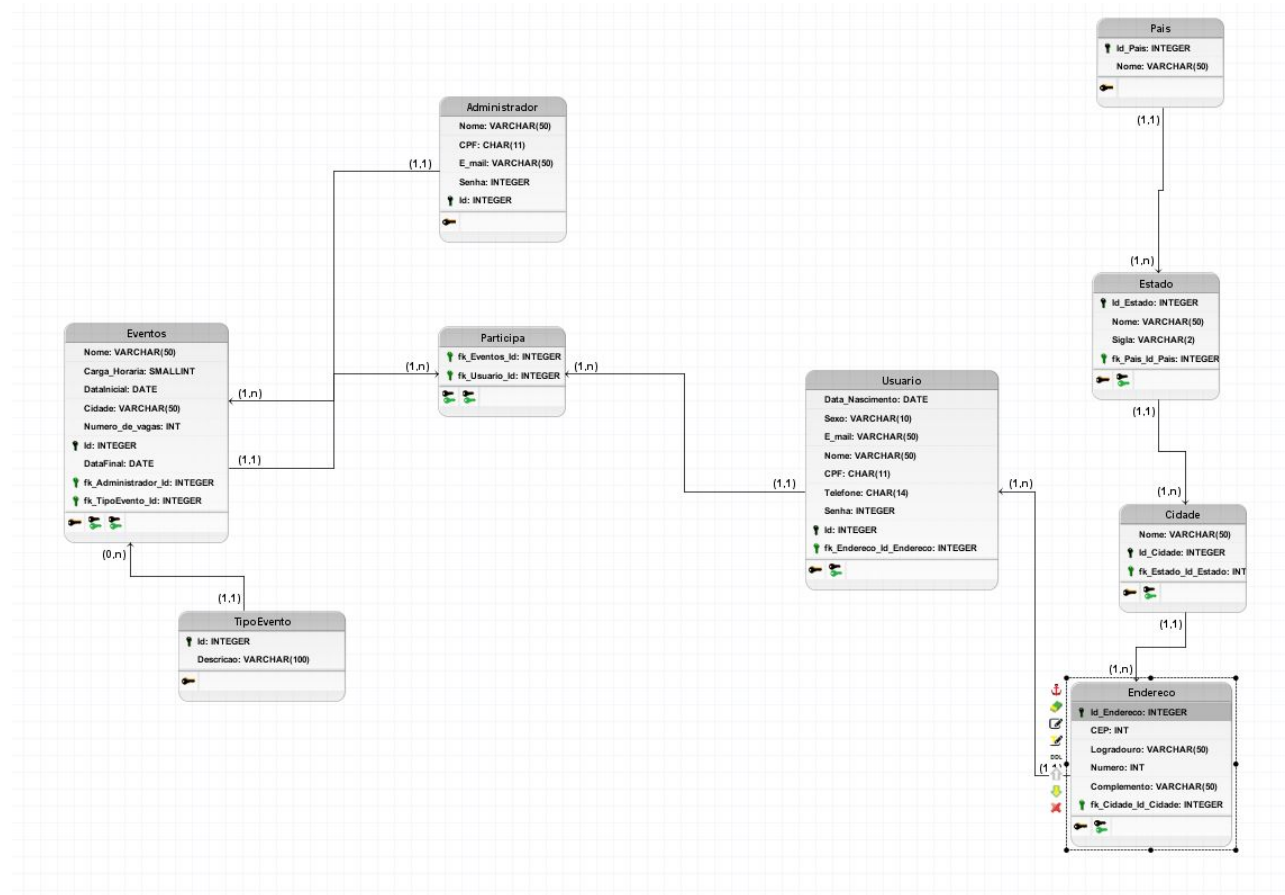 Pais
Id_Pais: INTEGER
Nome: VARCHAR(50)
(1,1)
Administrador
Nome: VARCHAR(50)
CPF: CHAR(11)
E_mail: VARCHAR(50)
Senha: INTEGER
Id: INTEGER
(1,1)
(1,n)
Estado
Id_Estado: INTEGER
Nome: VARCHAR(50)
Sigla: VARCHAR(2)
fk_Pais_Id_Pais: INTEGER
(1,1)
Eventos
Nome: VARCHAR(50)
Carga_Horaria: SMALLINT
DataInicial: DATE
Cidade: VARCHAR(50)
Numero_de_vagas: INT
Id: INTEGER
DataFinal: DATE
fk_Administrador_Id: INTEGER
fk_TipoEvento_Id: INTEGER
(1,n)
(1,1)
(0,n)
Participa
fk_Eventos_Id: INTEGER
fk_Usuario_Id: INTEGER
(1,n)
(1,n)
Usuario
Data_Nascimento: DATE
Sexo: VARCHAR(10)
E_mail: VARCHAR(50)
Nome: VARCHAR(50)
CPF: CHAR(11)
Telefone: CHAR(14)
Senha: INTEGER
Id: INTEGER
fk_Endereco_Id_Endereco: INTEGER
(1,1)
(1,n)
(1,n)
Cidade
Nome: VARCHAR(50)
Id_Cidade: INTEGER
fk_Estado_Id_Estado: INT
(1,1)
(1,1)
TipoEvento
Id: INTEGER
Descricao: VARCHAR(100)
(1,n)
Endereco
Id_Endereco: INTEGER
CEP: INT
Logradouro: VARCHAR(50)
Numero: INT
Complemento: VARCHAR(50)
fk_Cidade_Id_Cidade: INTEGER
DDL